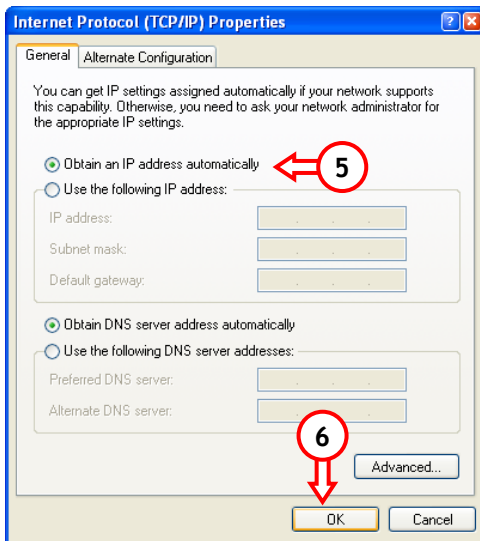 Internet Protocol (TCP/IP) Properties
General Alternate Configuration
You can get IP settings assigned automatically if your network supports
this capability. Otherwise, you need to ask your network administrator for
the appropriate IP settings.
Obtain an IP address automatically 5
Use the following IP address:
IP address:
Subnet mask:
Default gateway:
Obtain DNS server address automatically
Use the following DNS server addresses:
Preferred DNS server:
Alternate DNS server:
6
Advanced...
OK Cancel